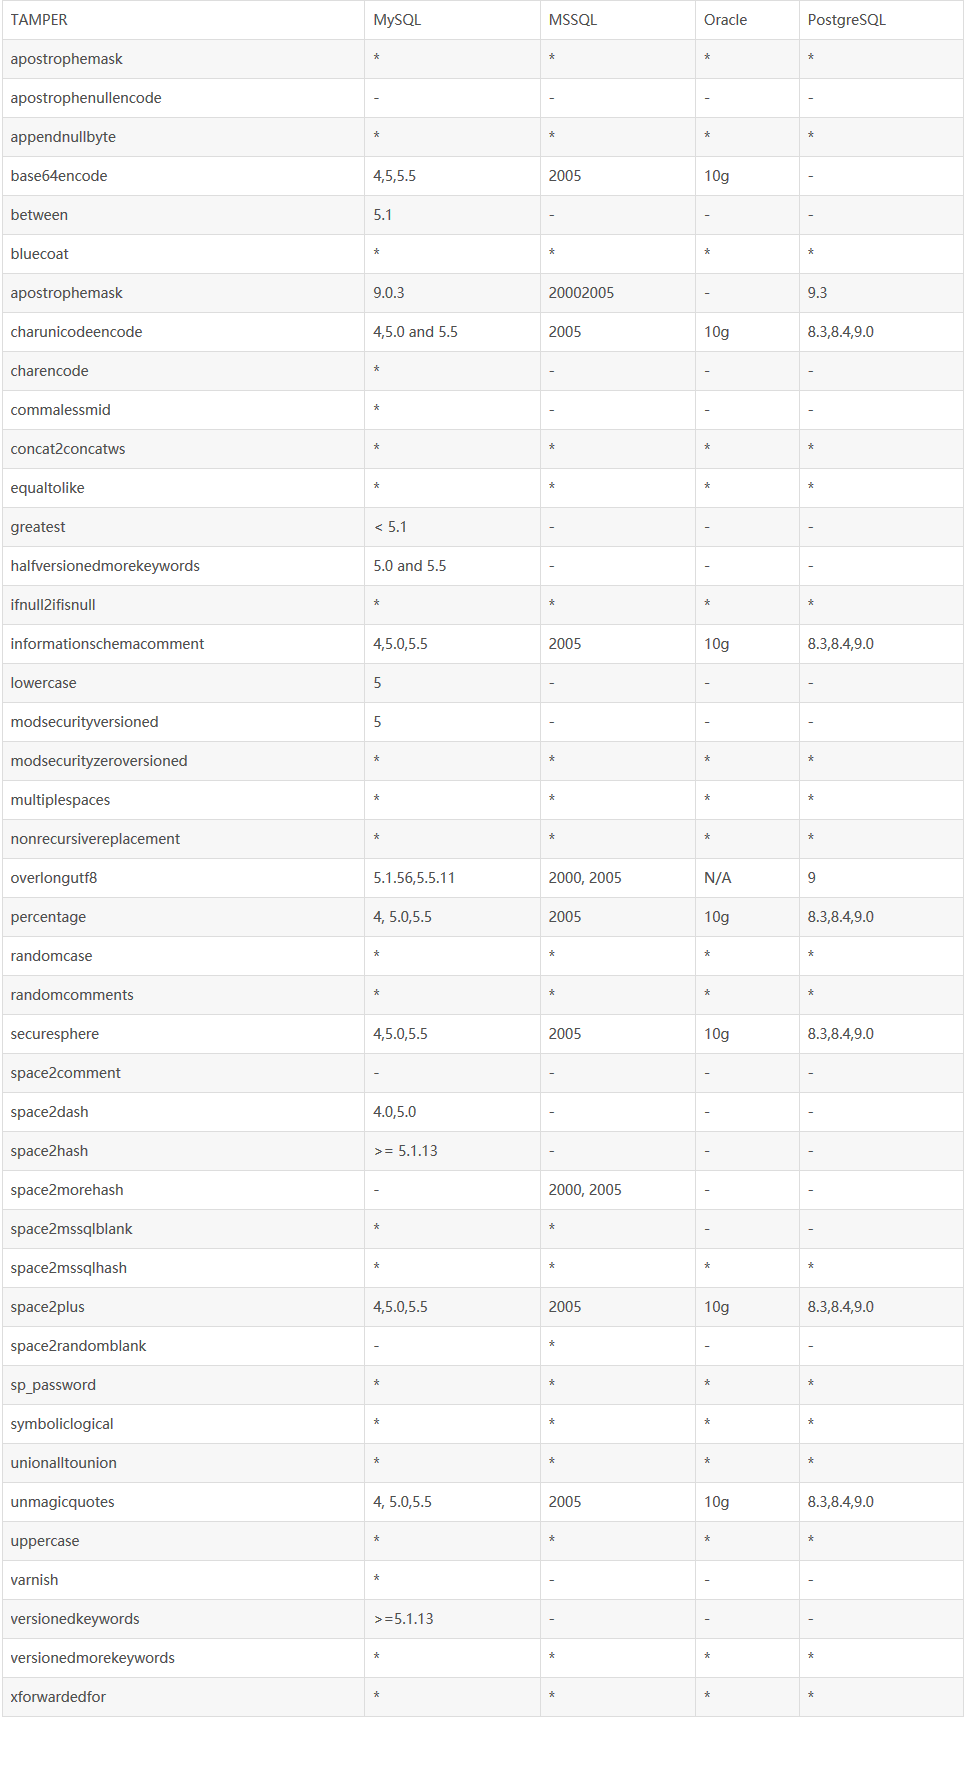 TAMPER MySQL MSSQL Oracle PostgreSQL
apostrophemask * * * *
apostrophenullencode - - - -
appendnullbyte * * * *
base64encode 4,5,5.5 2005 10g -
between 5.1 - - -
bluecoat * * * *
apostrophemask 9.0.3 20002005 - 9.3
charunicodeencode 4,5.0 and 5.5 2005 10g 8.3,8.4,9.0
charencode * - - -
commalessmid * - - -
concat2concatws * * * *
equaltolike * * * *
greatest < 5.1 - - -
halfversionedmorekeywords 5.0 and 5.5 - - -
ifnull2ifisnull * * * *
informationschemacomment 4,5.0,5.5 2005 10g 8.3,8.4,9.0
lowercase 5 - - -
modsecurityversioned 5 - - -
modsecurityzeroversioned * * * *
multiplespaces * * * *
nonrecursivereplacement * * * *
overlongutf8 5.1.56,5.5.11 2000, 2005 N/A 9
percentage 4, 5.0,5.5 2005 10g 8.3,8.4,9.0
randomcase * * * *
randomcomments * * * *
securesphere 4,5.0,5.5 2005 10g 8.3,8.4,9.0
space2comment - - - -
space2dash 4.0,5.0 - - -
space2hash >= 5.1.13 - - -
space2morehash - 2000, 2005 - -
space2mssqlblank * * - -
space2mssqlhash * * * *
space2plus 4,5.0,5.5 2005 10g 8.3,8.4,9.0
space2randomblank - * - -
sp_password * * * *
symboliclogical * * * *
unionalltounion * * * *
unmagicquotes 4, 5.0,5.5 2005 10g 8.3,8.4,9.0
uppercase * * * *
varnish * - - -
versionedkeywords >=5.1.13 - - -
versionedmorekeywords * * * *
xforwardedfor * * * *